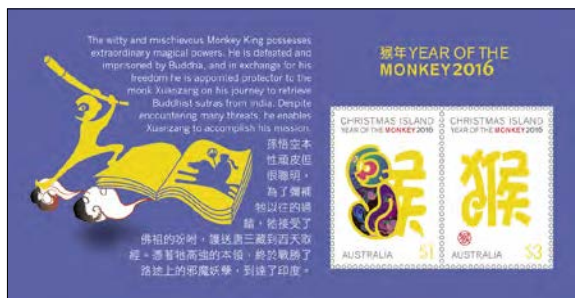 The witty and mischievous Monkey King possesses
extraordinary magical powers. He is defeated and
imprisoned by Buddha, and in exchange for his
freedom he is appointed protector to the
monk Xuanzang on his journey to retrieve
Buddhist sutras from India. Despite
encountering many threats, he enables
Xuanzang to accomplish his mission.
孫悟空本
性頑皮但
很聰明。
為了彌補
牠以往的過
錯，牠接受了
佛祖的吩咐，護送唐三藏到西天取
經。憑著牠高強的本領，終於戰勝了
路途上的邪魔妖孽，到達了印度。
猴年 YEAR OF THE
MONKEY 2016
CHRISTMAS ISLAND
YEAR OF THE MONKEY 2016
猴
AUSTRALIA $1
CHRISTMAS ISLAND
YEAR OF THE MONKEY 2016
猴
AUSTRALIA $3